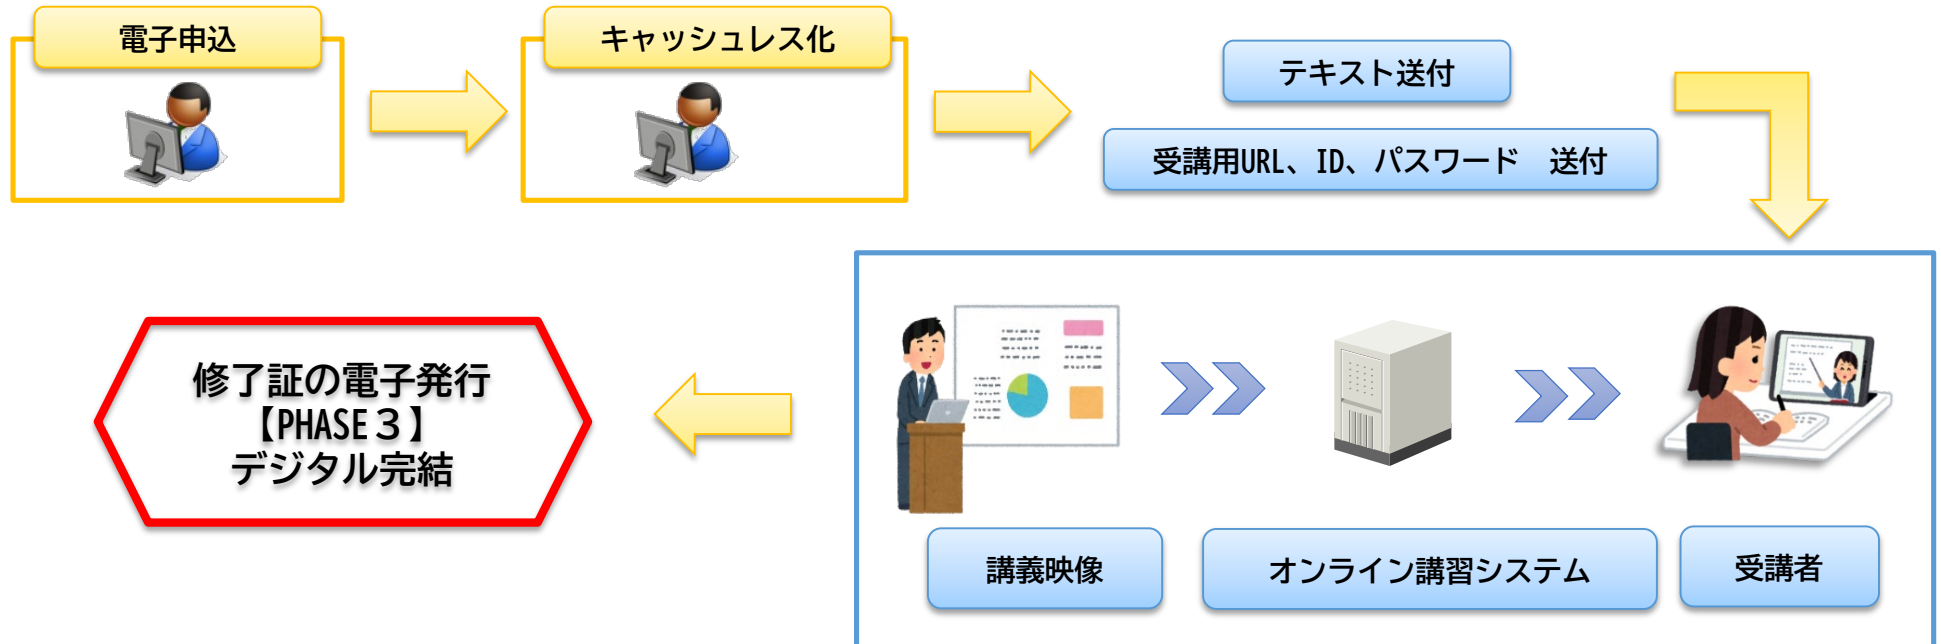 電子申込
キャッシュレス化
テキスト送付
受講用URL、ID、パスワード　送付
修了証の電子発行
【PHASE３】
デジタル完結
講義映像
オンライン講習システム
受講者